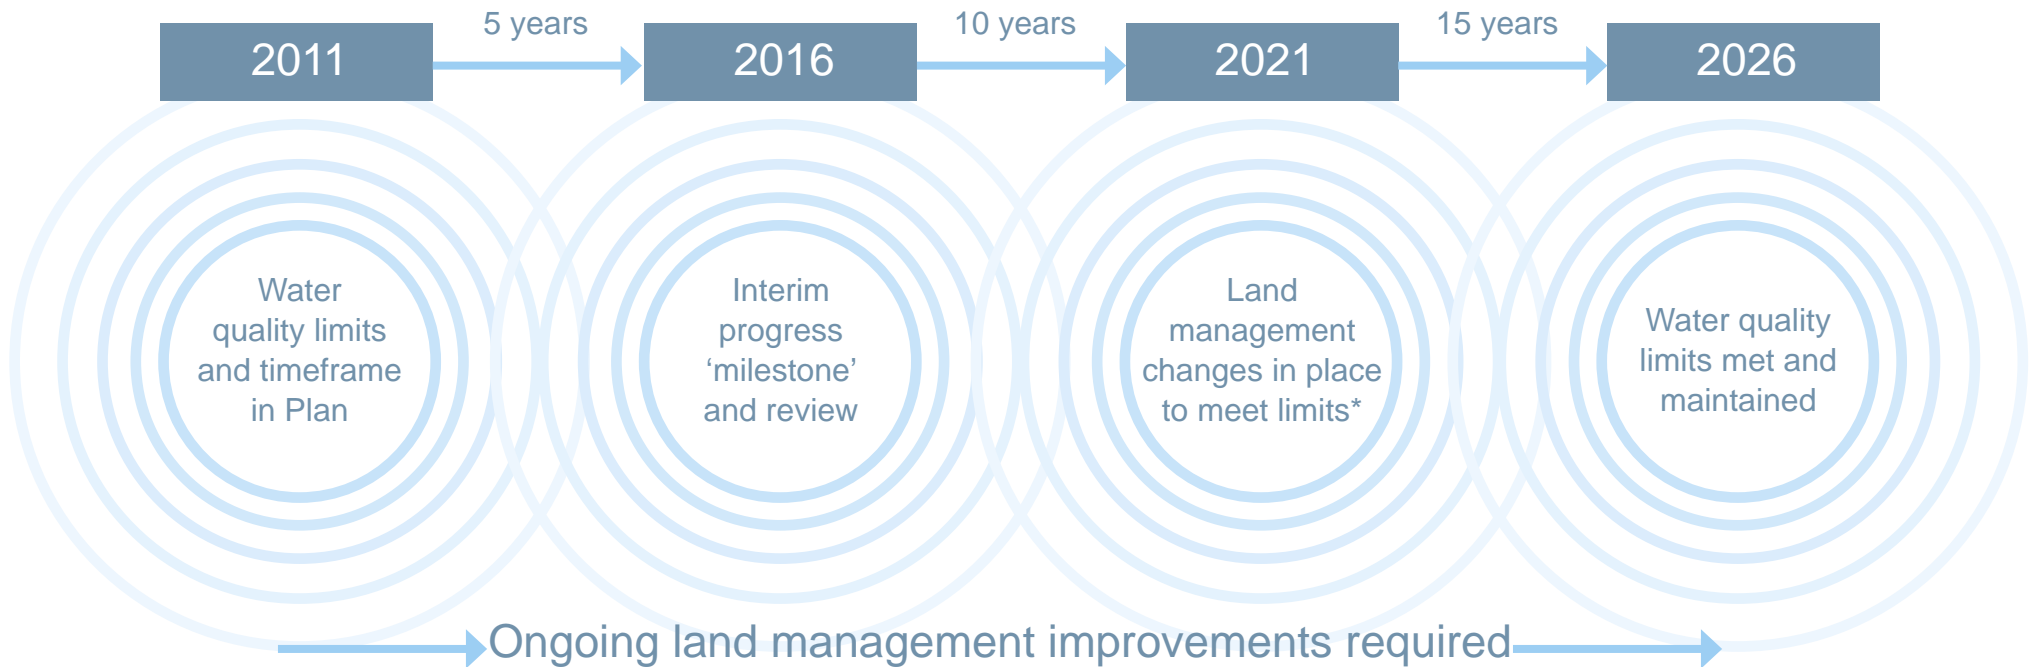 5 years
10 years
15 years
2011
2016
2021
2026
Water
quality limits
and timeframe
in Plan
Interim
progress
‘milestone’
and review
Land
management
changes in place
to meet limits*
Water quality
limits met and
maintained
Ongoing land management improvements required